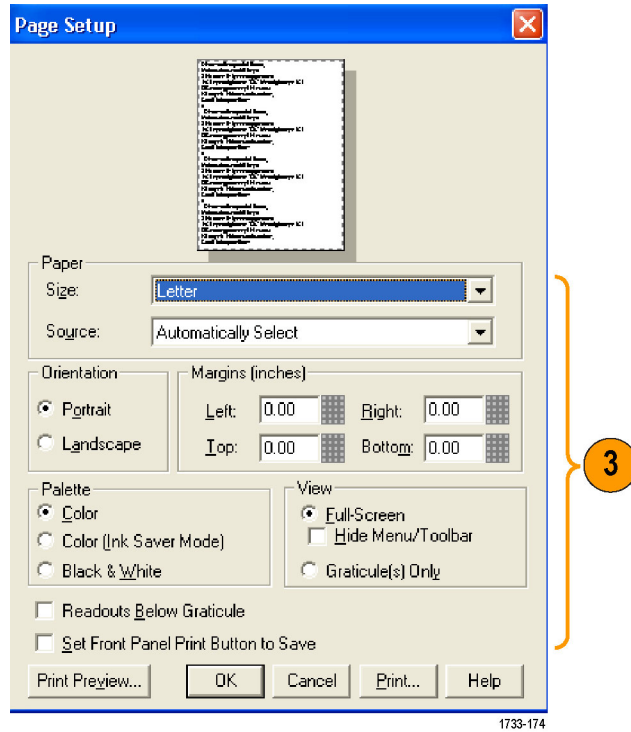 Page Setup
Paper
Size: Letter
Source: Automatically Select
Orientation
Portrait
Landscape
Margins (inches)
Left: 0.00 Right: 0.00
Top: 0.00 Bottom: 0.00
Palette
Color
Color (Ink Saver Mode)
Black & White
View
Full-Screen
Hide Menu/Toolbar
Graticule(s) Only
Readouts Below Graticule
Set Front Panel Print Button to Save
Print Preview... OK Cancel Print... Help
3
1733-174